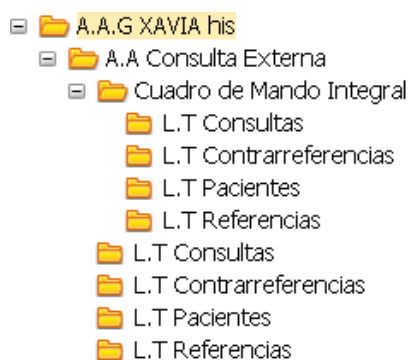 A.A.G XAVIA his
A.A Consulta Externa
Cuadro de Mando Integral
L.T Consultas
L.T Contrarreferencias
L.T Pacientes
L.T Referencias
L.T Consultas
L.T Contrarreferencias
L.T Pacientes
L.T Referencias